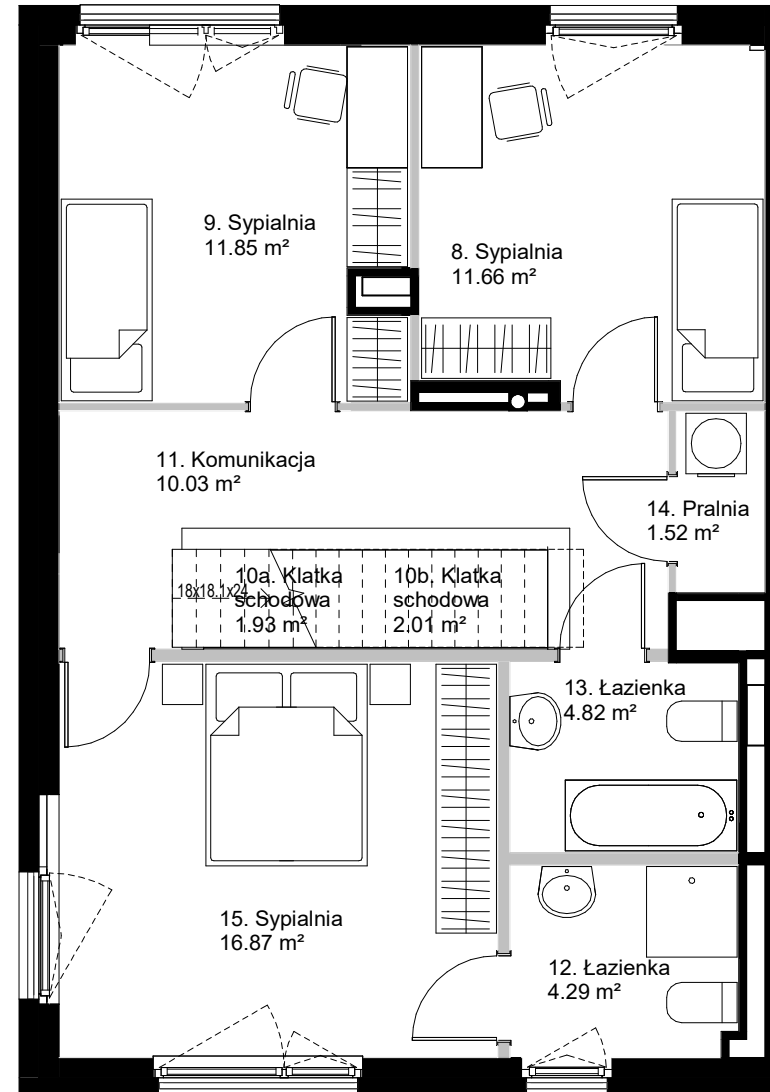 9. Sypialnia
11.85 m²
8. Sypialnia
11.66 m²
11. Komunikacja
10.03 m²
14. Pralnia
1.52 m²
18x18.1x24
10a. Klatka
schodowa
1.93 m²
10b. Klatka
schodowa
2.01 m²
13. Łazienka
4.82 m²
15. Sypialnia
16.87 m²
12. Łazienka
4.29 m²